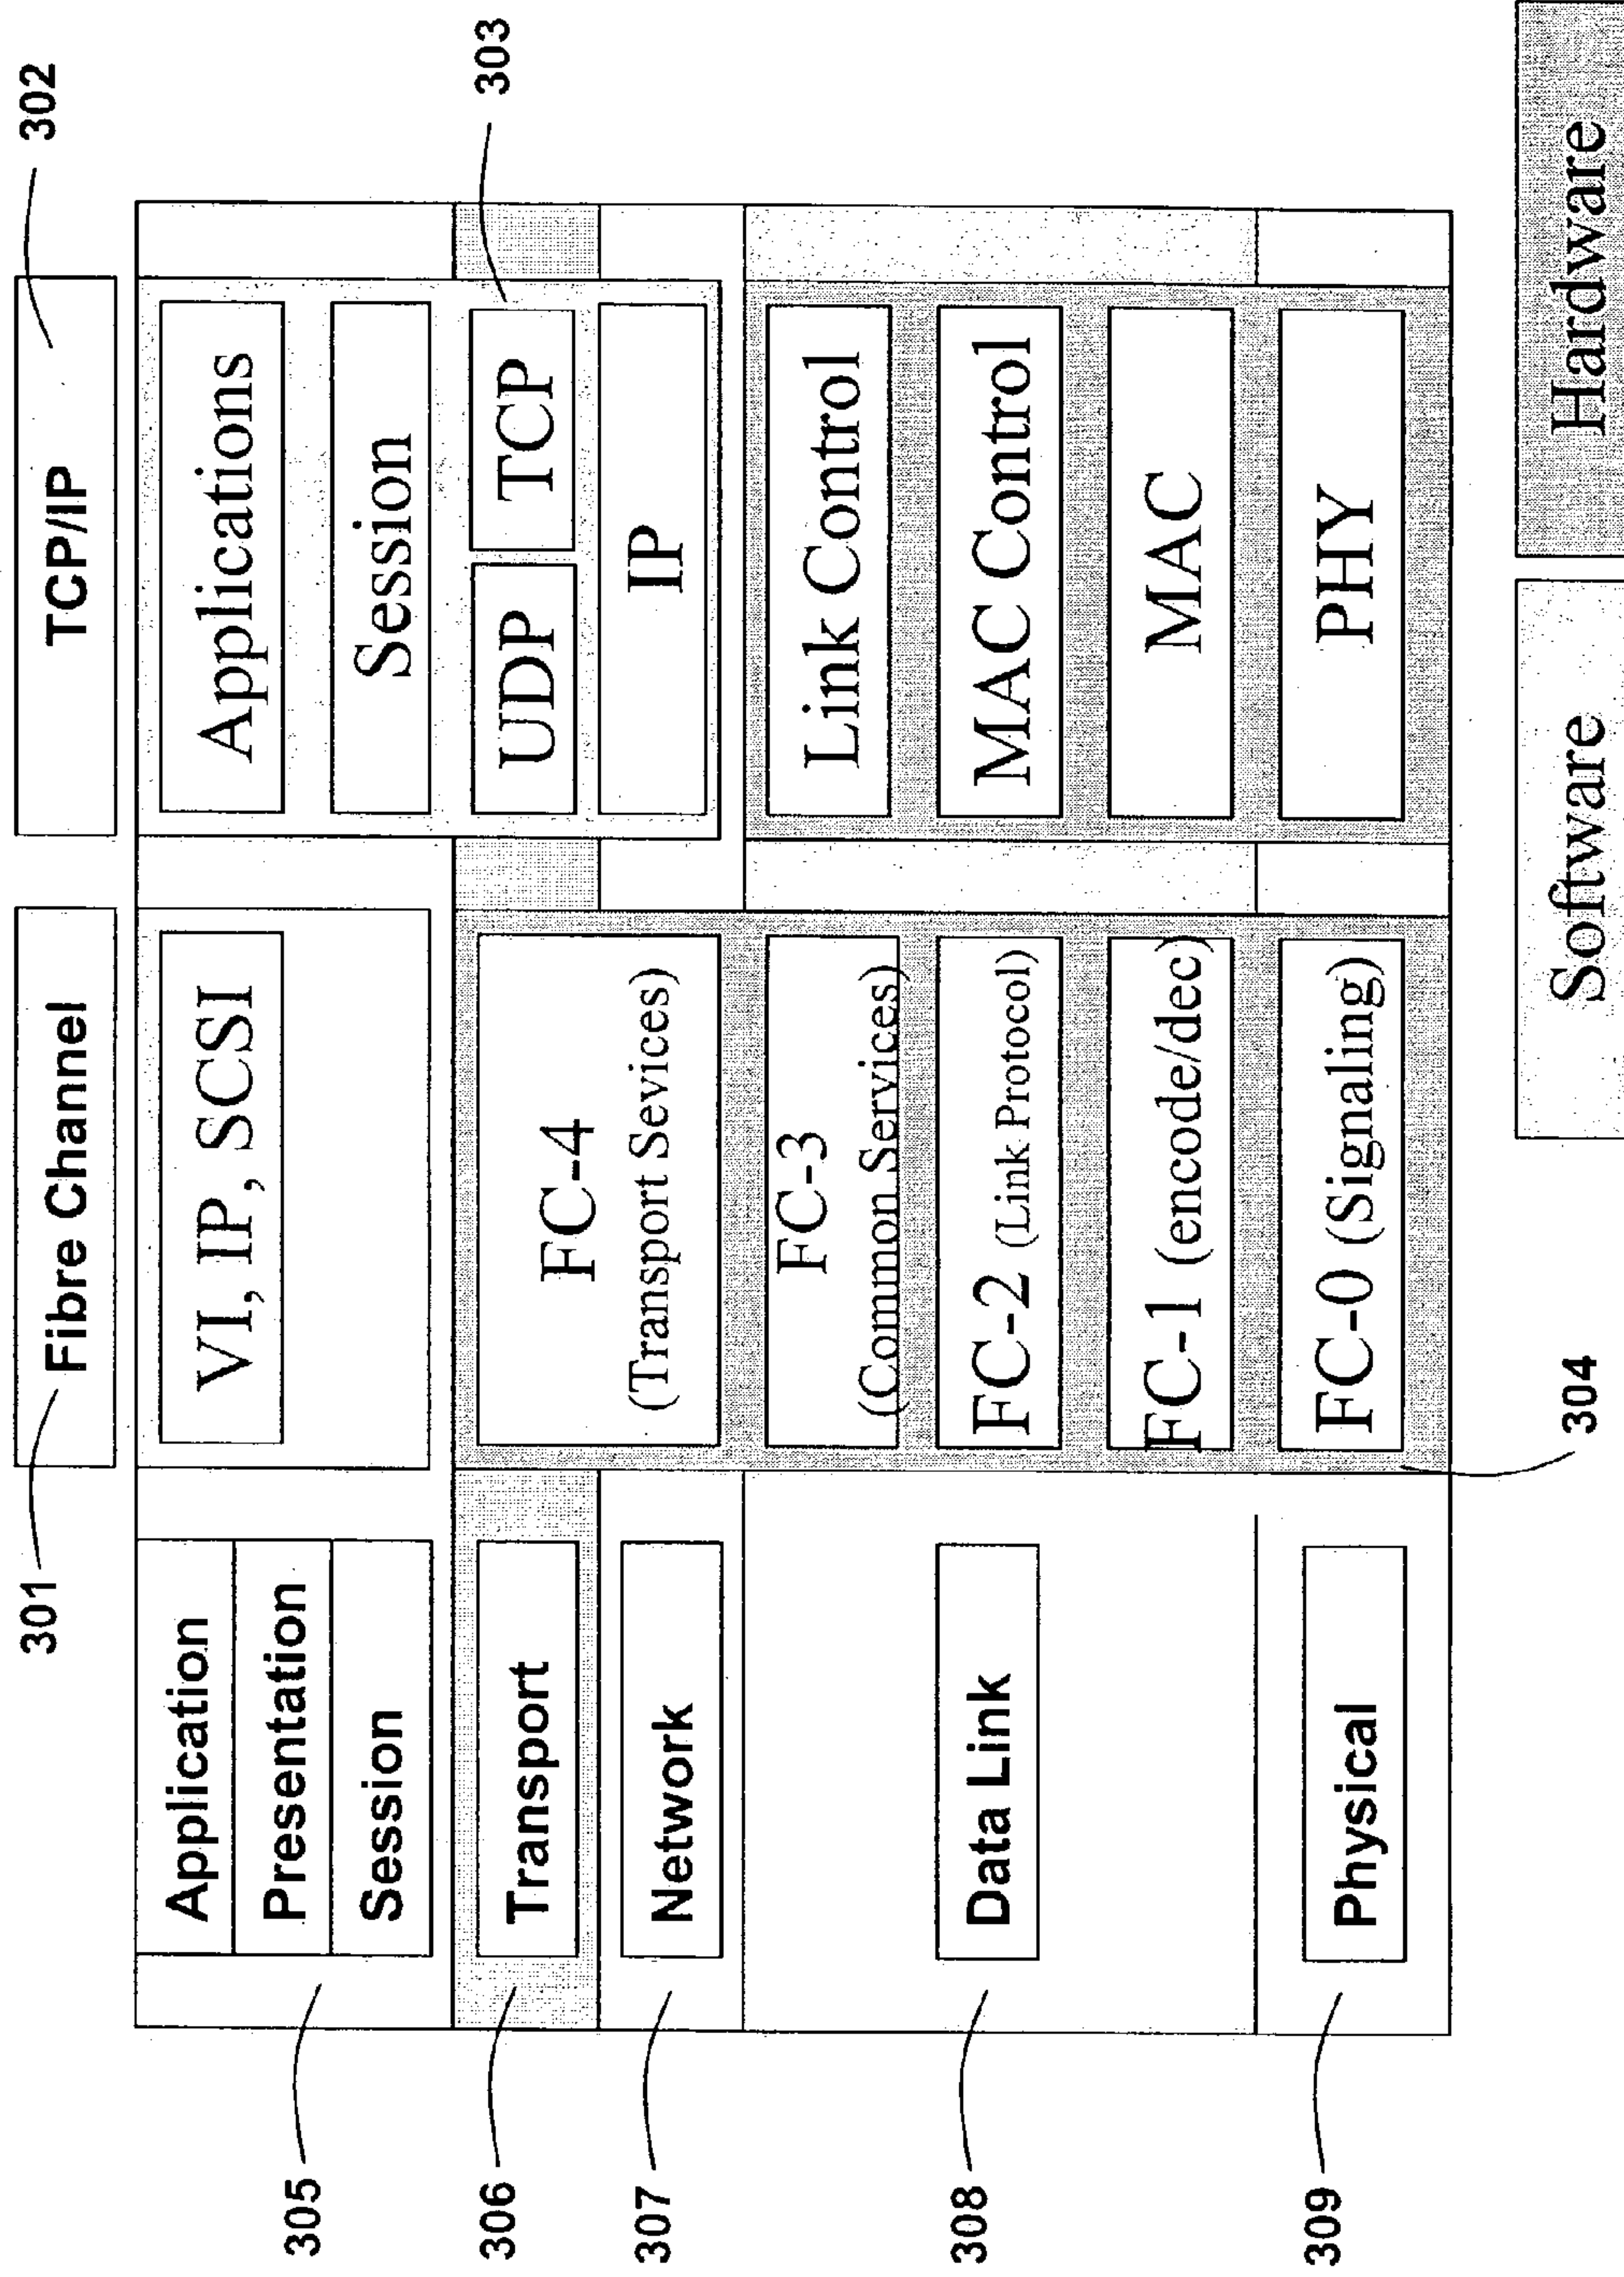 301
302
Fibre Channel
TCP/IP
305
Application
Presentation
Session
VI, IP, SCSI
Applications
Session
303
306
Transport
FC-4
(Transport Sevices)
UDP
TCP
307
Network
IP
308
Data Link
FC-3
(Common Services)
Link Control
FC-2 (Link Protocol)
MAC Control
FC-1 (encode/dec)
MAC
309
Physical
FC-0 (Signaling)
PHY
304
Software
Hardware